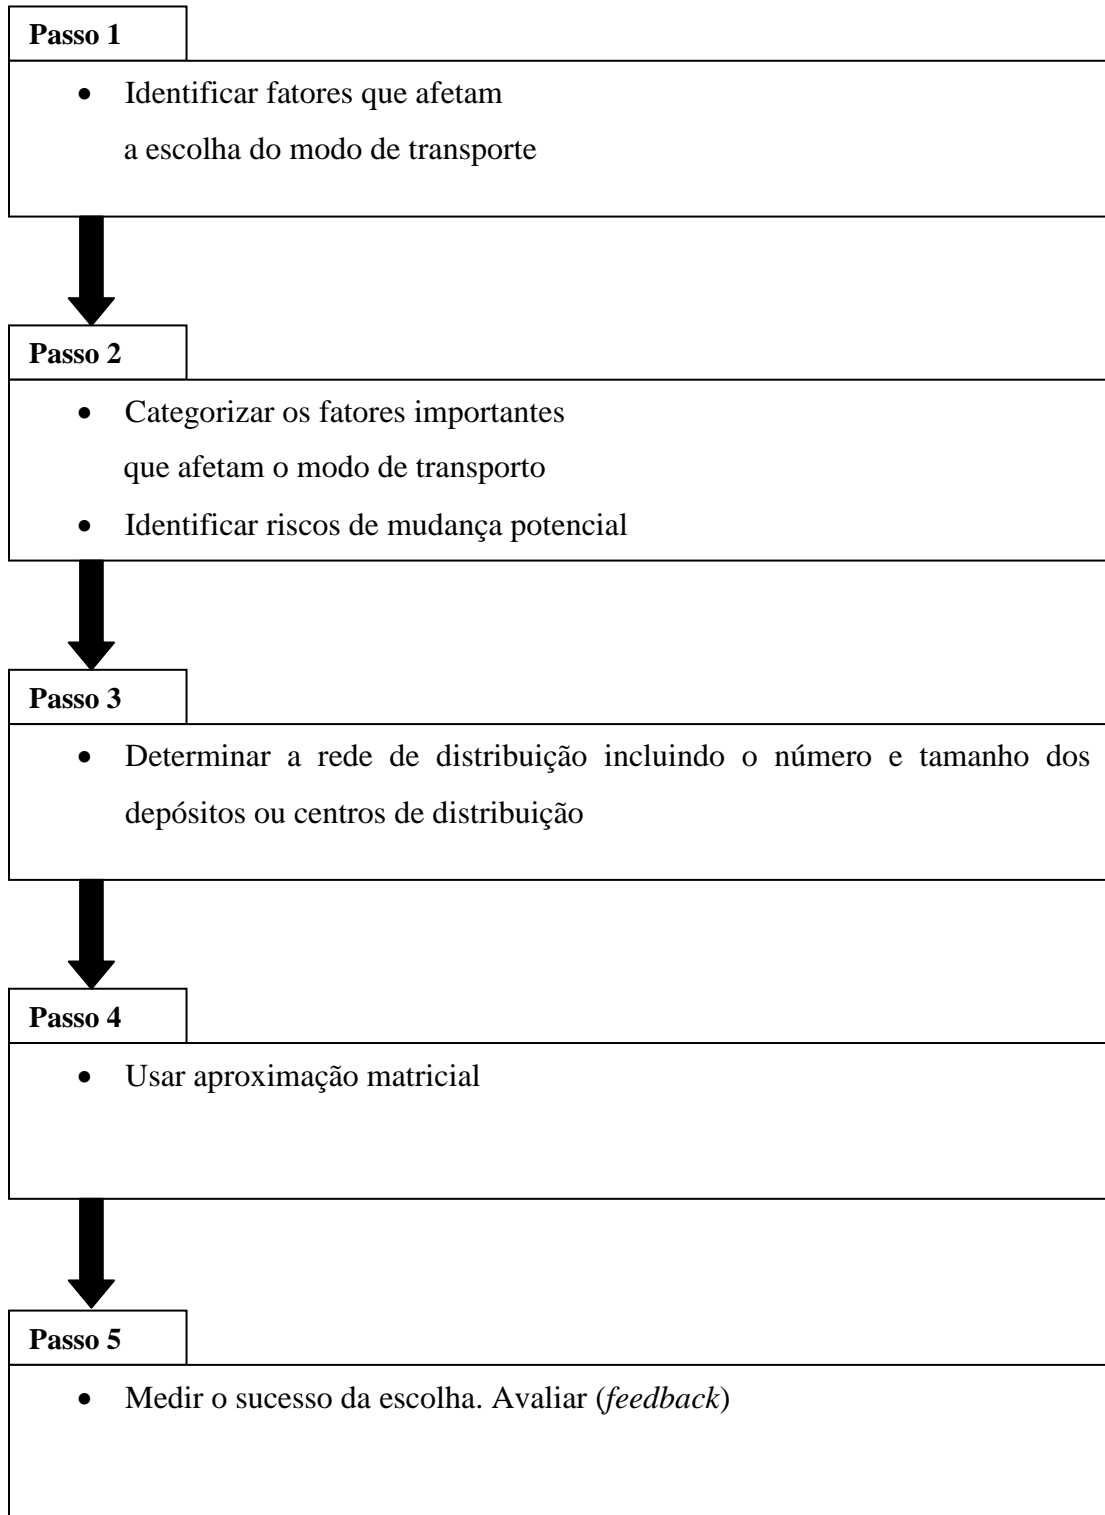 Passo 1
• Identificar fatores que afetam
a escolha do modo de transporte
Passo 2
• Categorizar os fatores importantes
que afetam o modo de transporto
• Identificar riscos de mudança potencial
Passo 3
• Determinar a rede de distribuição incluindo o número e tamanho dos
depósitos ou centros de distribuição
Passo 4
• Usar aproximação matricial
Passo 5
• Medir o sucesso da escolha. Avaliar (feedback)